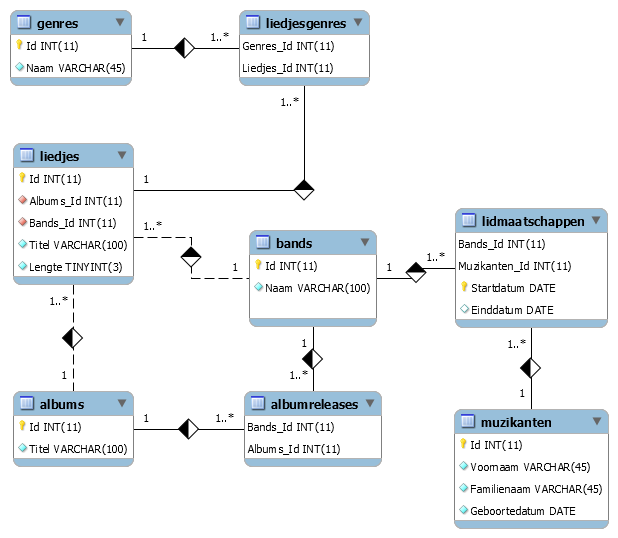 genres
Id INT(11)
Naam VARCHAR(45)
1
1..*
liedjesgenres
Genres_Id INT(11)
Liedjes_Id INT(11)
1..*
liedjes
Id INT(11)
Albums_Id INT(11)
Bands_Id INT(11)
Titel VARCHAR(100)
Lengte TINYINT(3)
1
1..*
1
1..*
1
bands
Id INT(11)
Naam VARCHAR(100)
1
1..*
lidmaatschappen
Bands_Id INT(11)
Muzikanten_Id INT(11)
Startdatum DATE
Einddatum DATE
1
1..*
1..*
1
albums
Id INT(11)
Titel VARCHAR(100)
1
1..*
albumreleases
Bands_Id INT(11)
Albums_Id INT(11)
muzikanten
Id INT(11)
Voornaam VARCHAR(45)
Familienaam VARCHAR(45)
Geboortedatum DATE